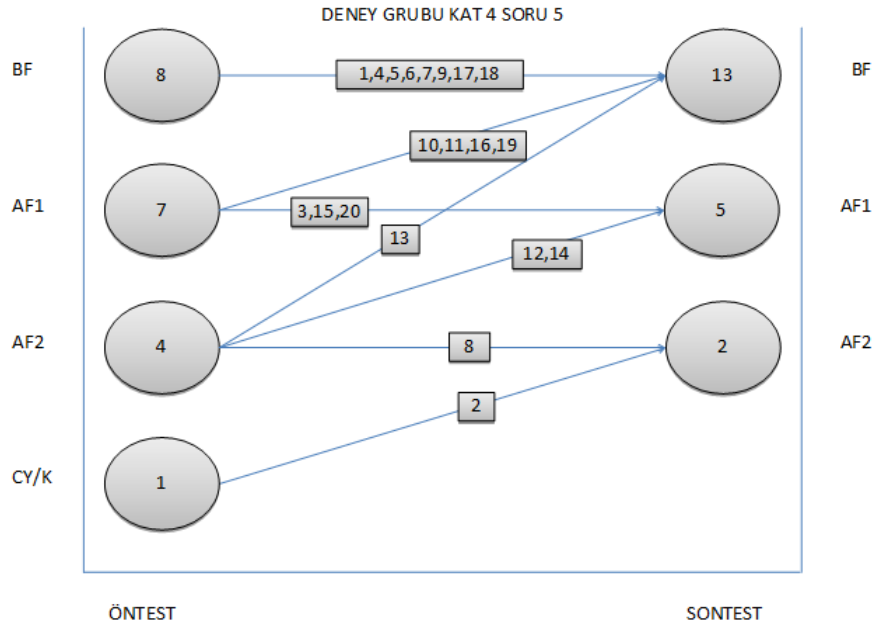 DENEY GRUBU KAT 4 SORU 5
BF 8 1,4,5,6,7,9,17,18 13 BF
10,11,16,19
AF1 7 3,15,20 5 AF1
13
12,14
AF2 4 8 2 AF2
2
CY/K 1
ÖNTEST SONTEST